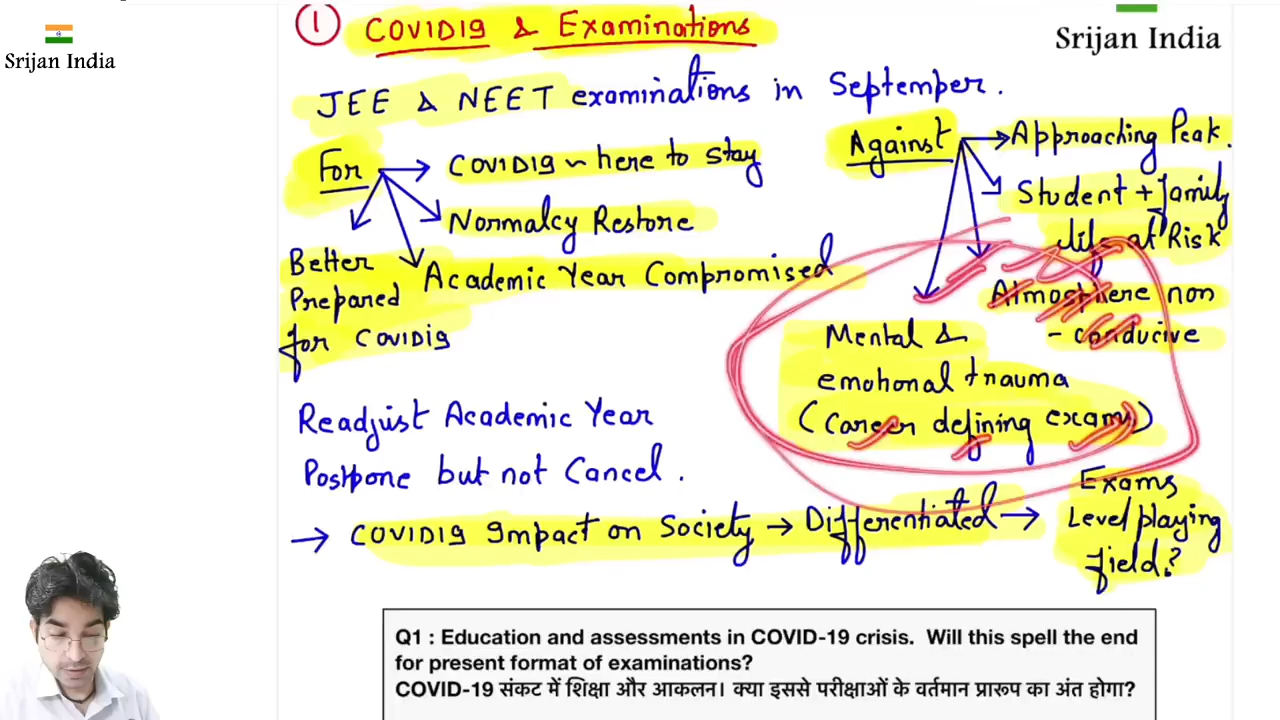 Srijan India
① COVID19 & Examinations
Srijan India
JEE & NEET examinations in September.
For
COVID19 ~ here to stay
Normalcy Restore
Academic Year Compromised
Better
Prepared
for COVID19
Against
Approaching Peak.
Student + family
life at Risk
Atmosphere non
- conducive
Mental &
emotional trauma
(Career defining exams)
Readjust Academic Year
Postpone but not Cancel.
→ COVID19 Impact on Society → Differentiated →
Exams
Level playing
field?
Q1 : Education and assessments in COVID-19 crisis. Will this spell the end
for present format of examinations?
COVID-19 संकट में शिक्षा और आकलन। क्या इससे परीक्षाओं के वर्तमान प्रारूप का अंत होगा?